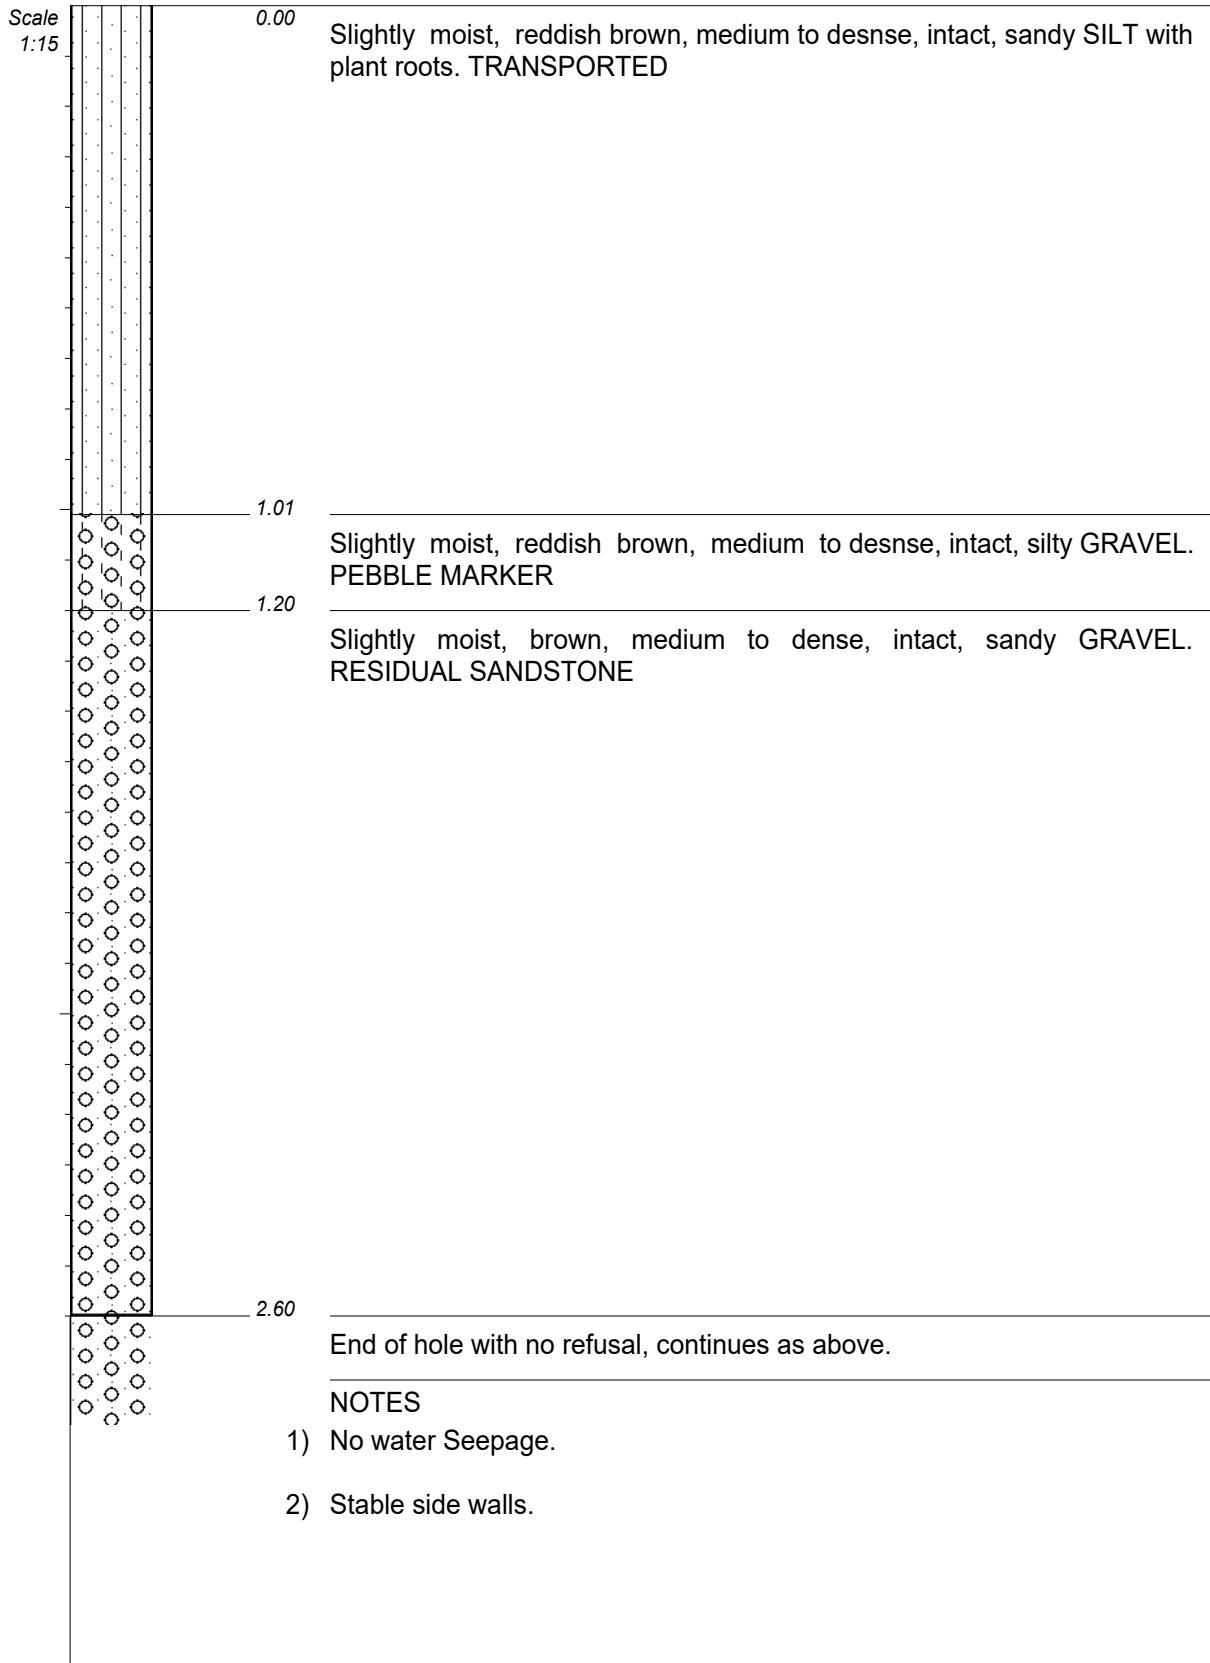 Scale
1:15
0.00
Slightly moist, reddish brown, medium to desnse, intact, sandy SILT with
plant roots. TRANSPORTED
1.01
Slightly moist, reddish brown, medium to desnse, intact, silty GRAVEL.
PEBBLE MARKER
1.20
Slightly moist, brown, medium to dense, intact, sandy GRAVEL.
RESIDUAL SANDSTONE
2.60
End of hole with no refusal, continues as above.
NOTES
1) No water Seepage.
2) Stable side walls.